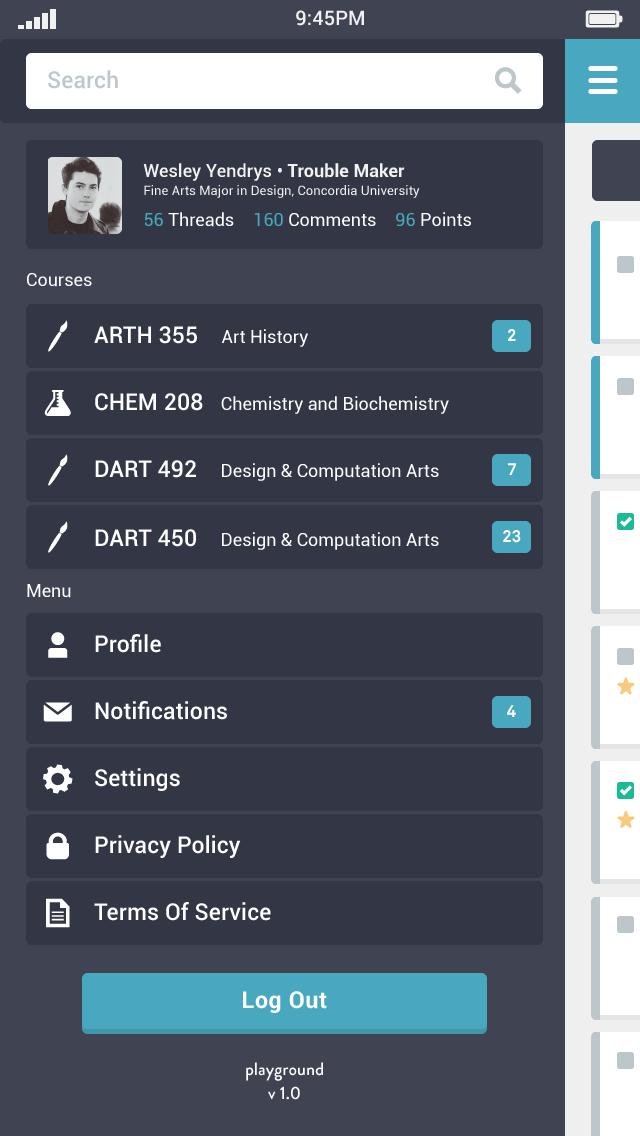 9:45PM
Search
Wesley Yendrys • Trouble Maker
Fine Arts Major in Design, Concordia University
56 Threads 160 Comments 96 Points
Courses
ARTH 355 Art History 2
CHEM 208 Chemistry and Biochemistry
DART 492 Design & Computation Arts 7
DART 450 Design & Computation Arts 23
Menu
Profile
Notifications 4
Settings
Privacy Policy
Terms Of Service
Log Out
playground
v 1.0